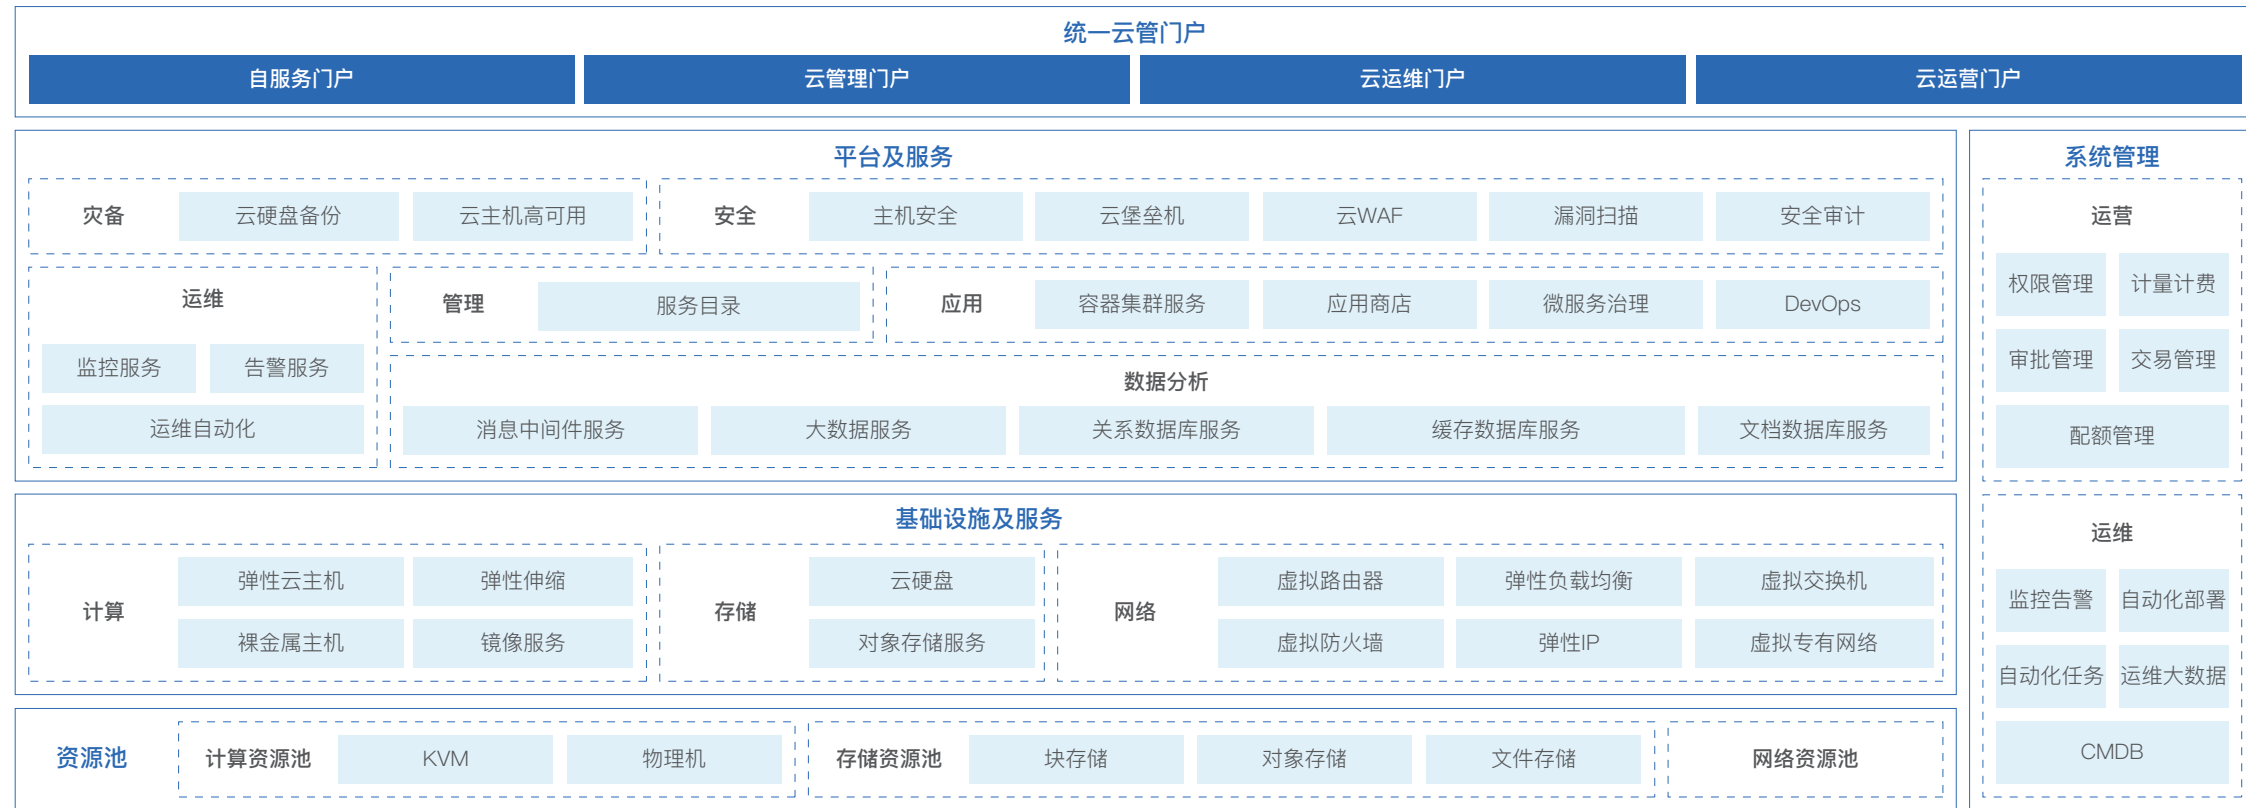 统一云管门户
自服务门户
云管理门户
云运维门户
云运营门户
平台及服务
灾备
云硬盘备份
云主机高可用
安全
主机安全
云堡垒机
云WAF
漏洞扫描
安全审计
运维
监控服务
告警服务
运维自动化
管理
服务目录
应用
容器集群服务
应用商店
微服务治理
DevOps
数据分析
消息中间件服务
大数据服务
关系数据库服务
缓存数据库服务
文档数据库服务
系统管理
运营
权限管理
计量计费
审批管理
交易管理
配额管理
运维
监控告警
自动化部署
自动化任务
运维大数据
CMDB
基础设施及服务
计算
弹性云主机
弹性伸缩
裸金属主机
镜像服务
存储
云硬盘
对象存储服务
网络
虚拟路由器
弹性负载均衡
虚拟交换机
虚拟防火墙
弹性IP
虚拟专有网络
资源池
计算资源池
KVM
物理机
存储资源池
块存储
对象存储
文件存储
网络资源池